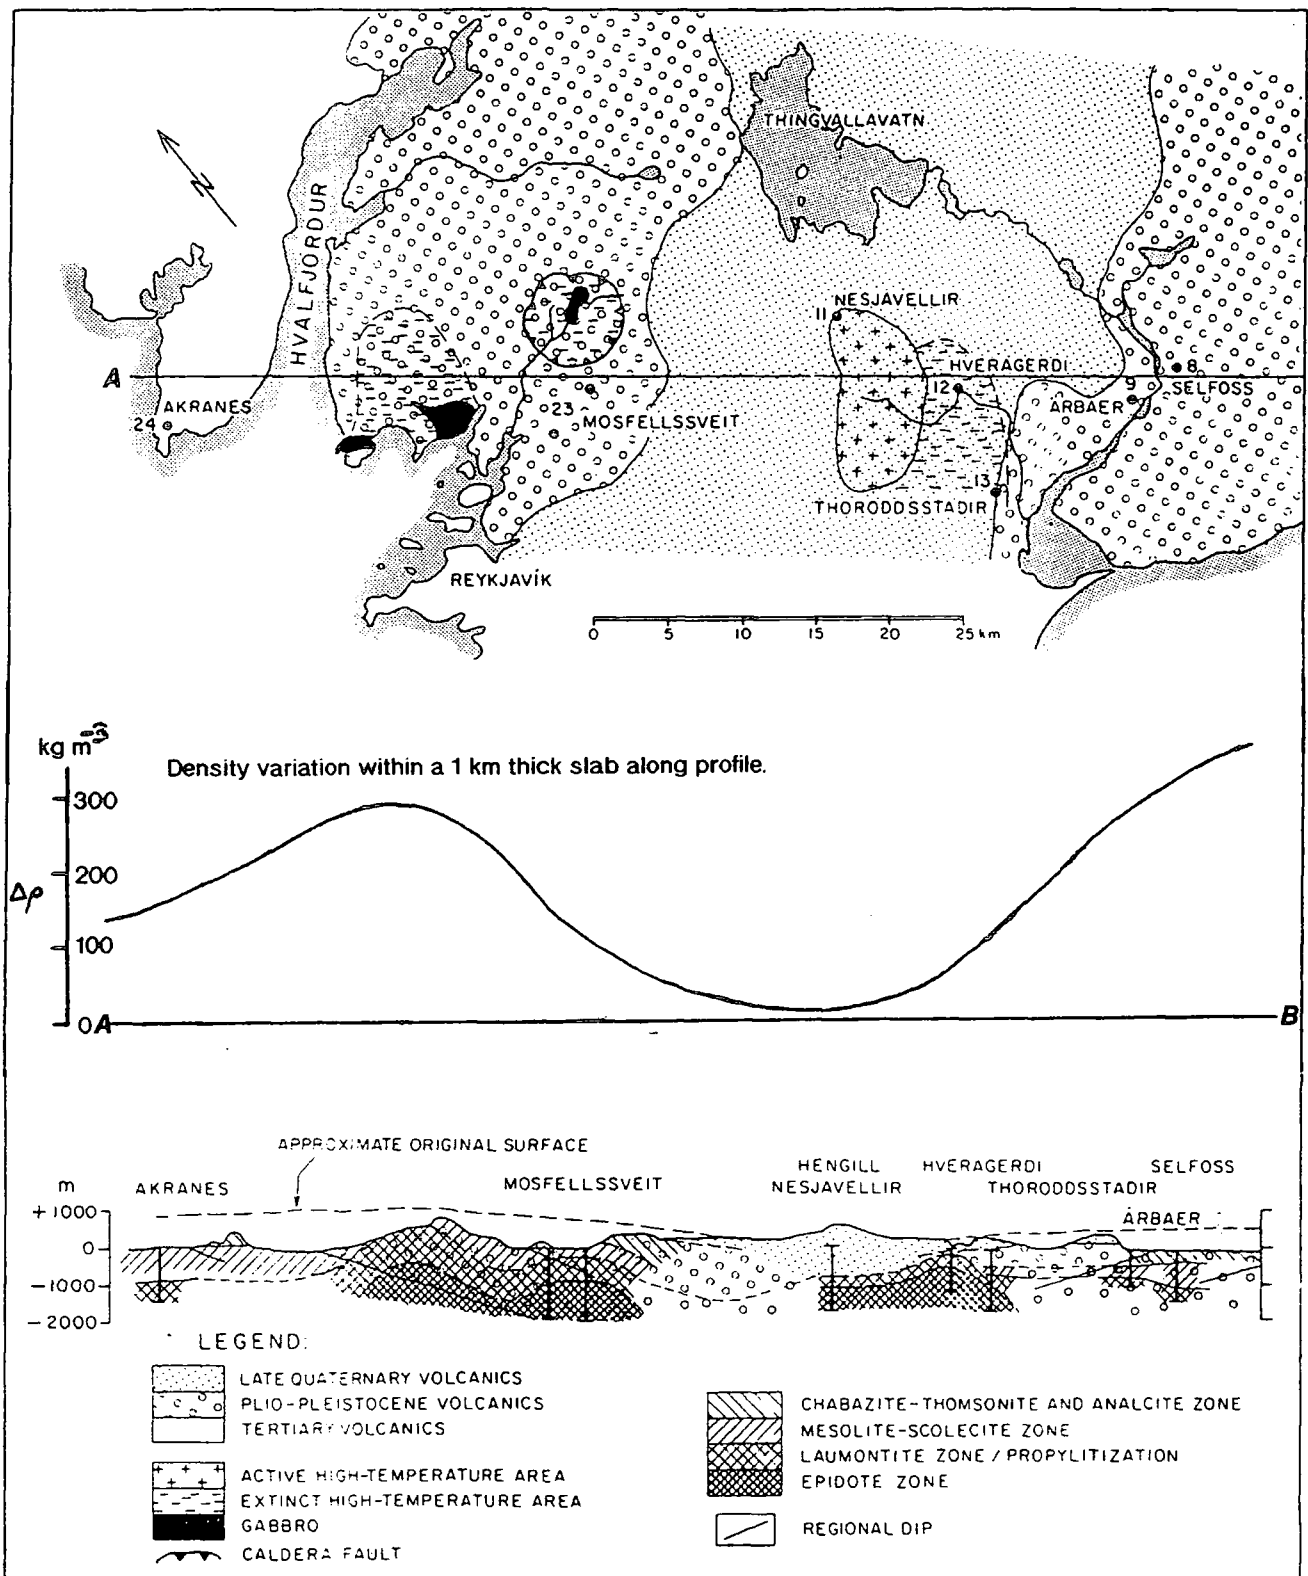 THINGVALLAVATN
N
HVALFJÖRDUR
NESJAVELLIR
11
A
HVERAGERDI
8
12
9
SELFOSS
AKRANES
24
23
ARBAER
MOSFELLSSVEIT
13
THORODDSSTADIR
REYKJAVÍK
0 5 10 15 20 25 km
kg m-3
Density variation within a 1 km thick slab along profile.
300
200
Δρ
100
0 A
B
APPROXIMATE ORIGINAL SURFACE
HENGILL HVERAGERDI SELFOSS
m AKRANES MOSFELLSSVEIT NESJAVELLIR THORODDSSTADIR
+1000
ARBAER
0
-1000
-2000
LEGEND:
LATE QUATERNARY VOLCANICS
PLIO-PLEISTOCENE VOLCANICS
TERTIARY VOLCANICS
ACTIVE HIGH-TEMPERATURE AREA
EXTINCT HIGH-TEMPERATURE AREA
GABBRO
CALDERA FAULT
CHABAZITE-THOMSONITE AND ANALCITE ZONE
MESOLITE-SCOLECITE ZONE
LAUMONTITE ZONE / PROPYLITIZATION
EPIDOTE ZONE
REGIONAL DIP